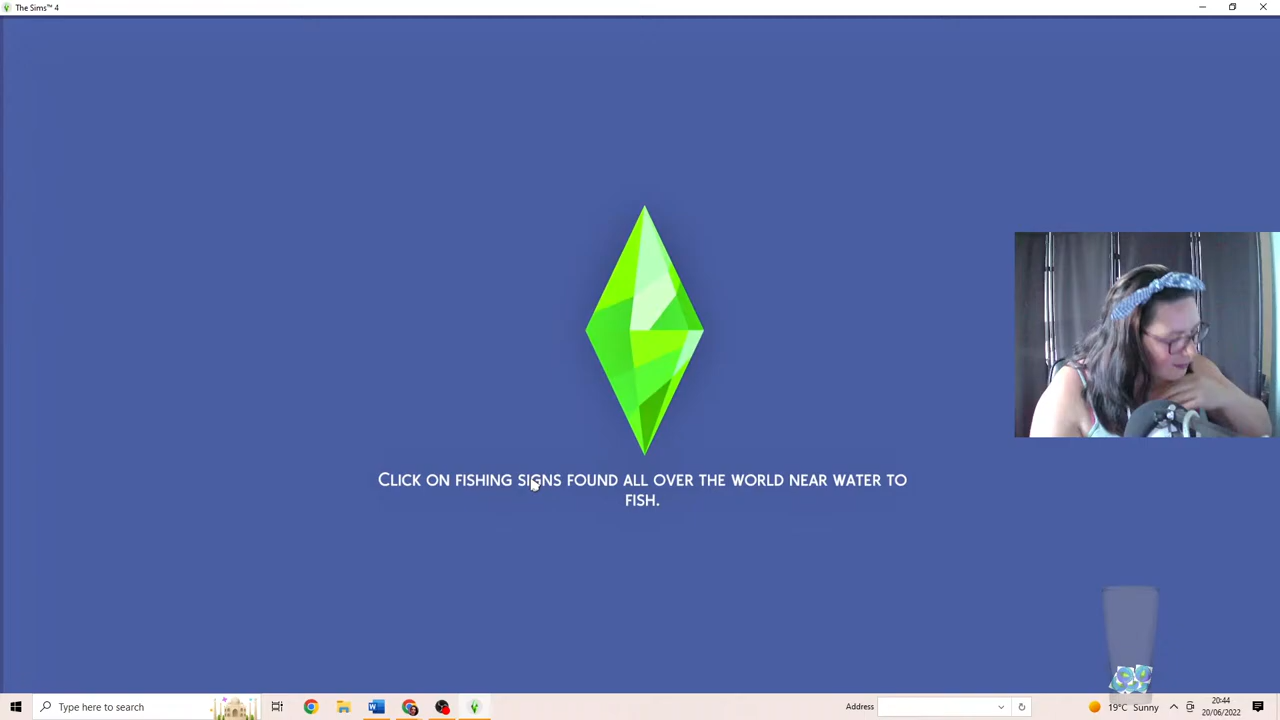 The Sims™ 4
CLICK ON FISHING SIGNS FOUND ALL OVER THE WORLD NEAR WATER TO
FISH.
Type here to search
Address
19°C Sunny
20:44
20/06/2022